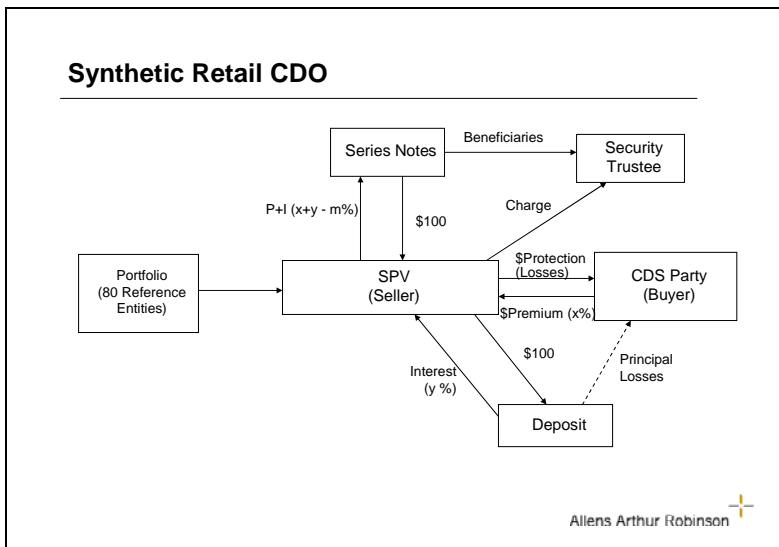 Synthetic Retail CDO
Series Notes
Beneficiaries
Security
Trustee
P+I (x+y - m%)
$100
Charge
Portfolio
(80 Reference
Entities)
SPV
(Seller)
$Protection
(Losses)
$Premium (x%)
CDS Party
(Buyer)
Interest
(y %)
$100
Principal
Losses
Deposit
Allens Arthur Robinson